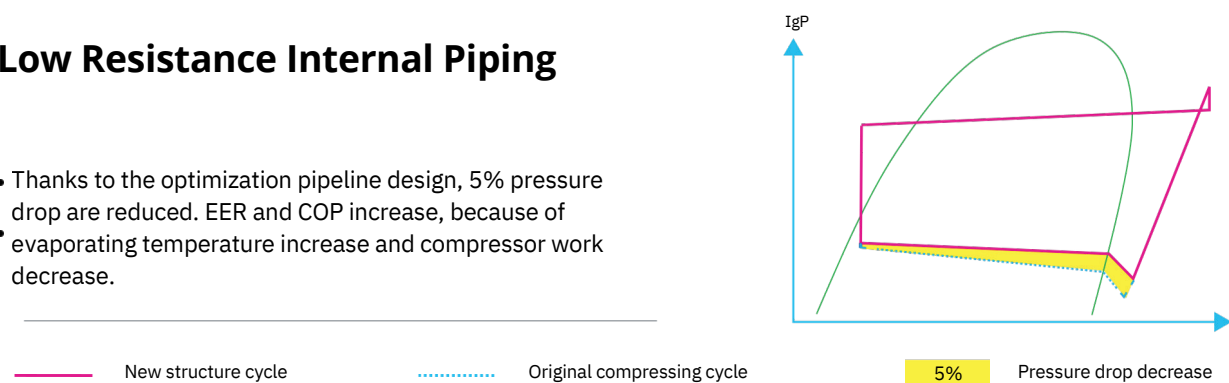 IgP
Low Resistance Internal Piping
• Thanks to the optimization pipeline design, 5% pressure
drop are reduced. EER and COP increase, because of
• evaporating temperature increase and compressor work
decrease.
New structure cycle
Original compressing cycle
5%
Pressure drop decrease